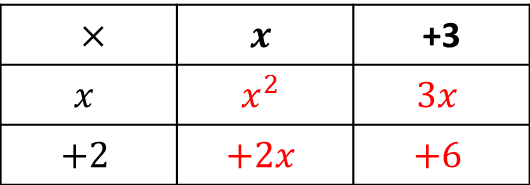 × x +3
x x² 3x
+2 +2x +6